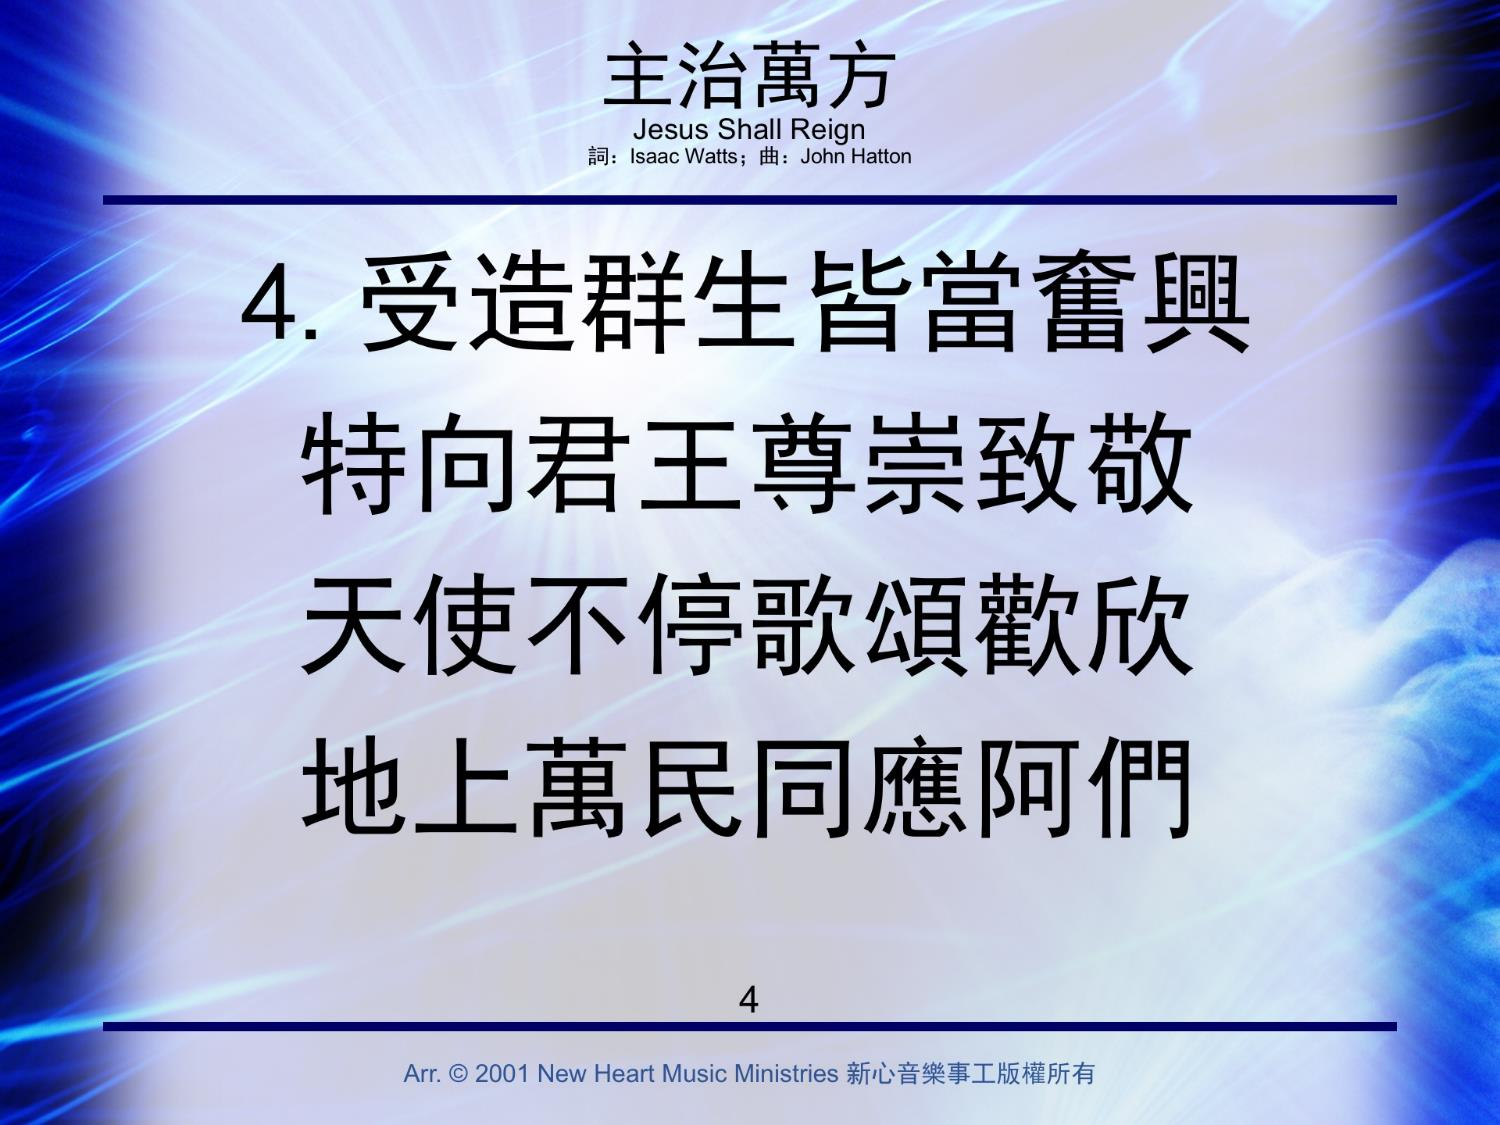 主治萬方
Jesus Shall Reign
詞：Isaac Watts；曲：John Hatton
4. 受造群生皆當奮興
特向君王尊崇致敬
天使不停歌頌歡欣
地上萬民同應阿們
4
Arr. © 2001 New Heart Music Ministries 新心音樂事工版權所有